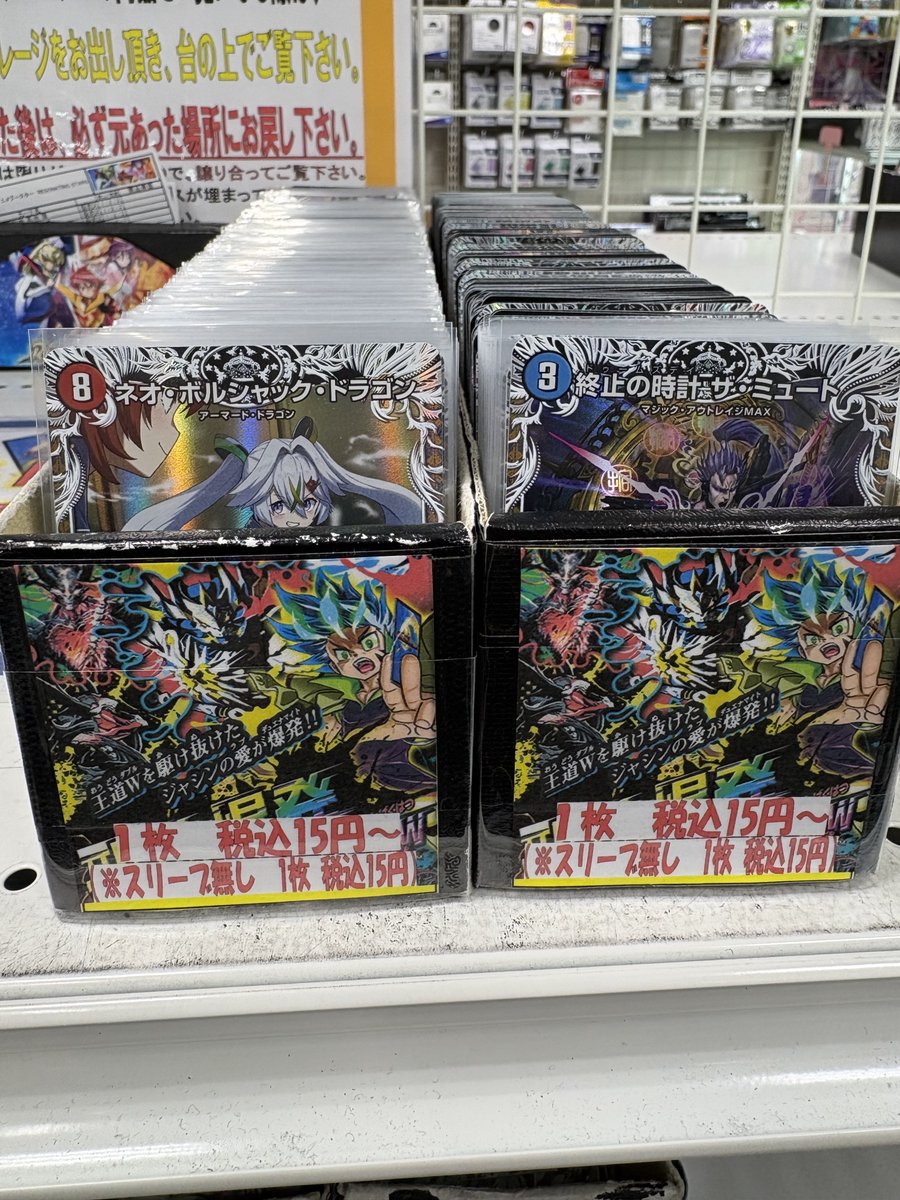 レージをお出し頂き、台の上でご覧下さい。
た後は、必ず元あった場所にお戻し下さい。
で、譲り合ってご覧下さい。
スが埋まって
8
ネオ・ボルシャック・ドラゴン
アーマード・ドラゴン
3
終止の時計 ザ・ミュート
マジック・アウトレイジMAX
王道Wを駆け抜けた
ジャシンの愛が爆発!!
1枚 税込15円～
(※スリーブ無し 1枚 税込15円)
王道Wを駆け抜けた
ジャシンの愛が爆発!!
1枚 税込15円～
(※スリーブ無し 1枚 税込15円)